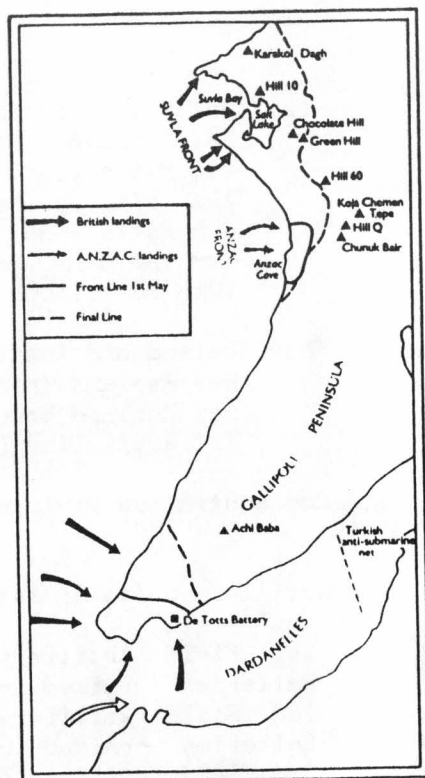 Karakol Dagh
Hill 10
Suvla Bay
Salt
Lake
SUVLA FRONT
Chocolate Hill
Green Hill
Hill 60
Koja Chemen
Tepe
Hill Q
Chunuk Bair
British landings
A.N.Z.A.C. landings
Front Line 1st May
Final Line
ANZAC
FRONT
Anzac
Cove
GALLIPOLI PENINSULA
Achi Baba
Turkish
anti-submarine
net
De Totts Battery
DARDANELLES